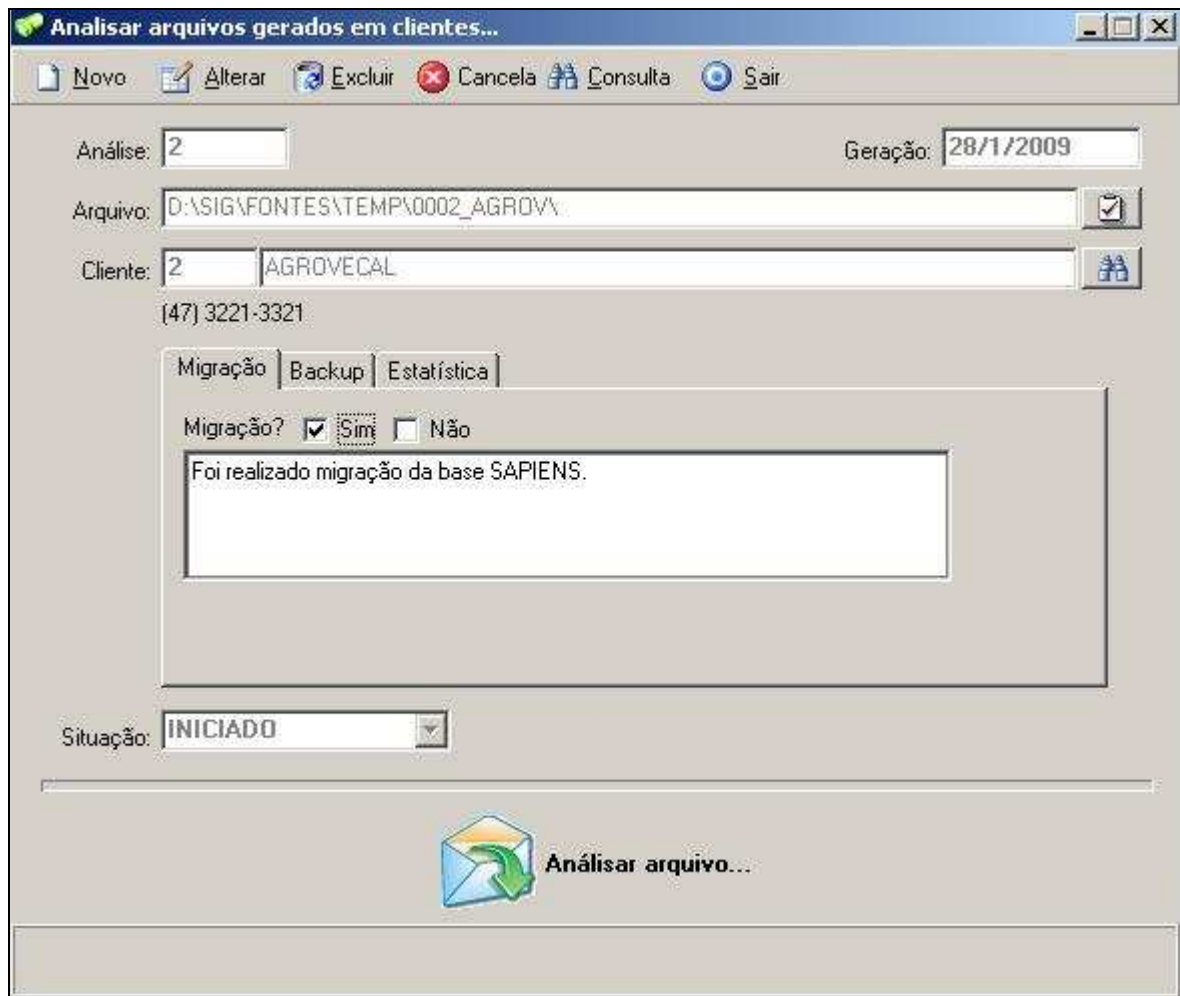 Analisar arquivos gerados em clientes...
Novo Alterar Excluir Cancela Consulta Sair
Análise: 2 Geração: 28/1/2009
Arquivo: D:\SIG\FONTES\TEMP\0002_AGROV\
Cliente: 2 AGROVECAL
(47) 3221-3321
Migração Backup Estatística
Migração? Sim Não
Foi realizado migração da base SAPIENS.
Situação: INICIADO
Análisar arquivo...